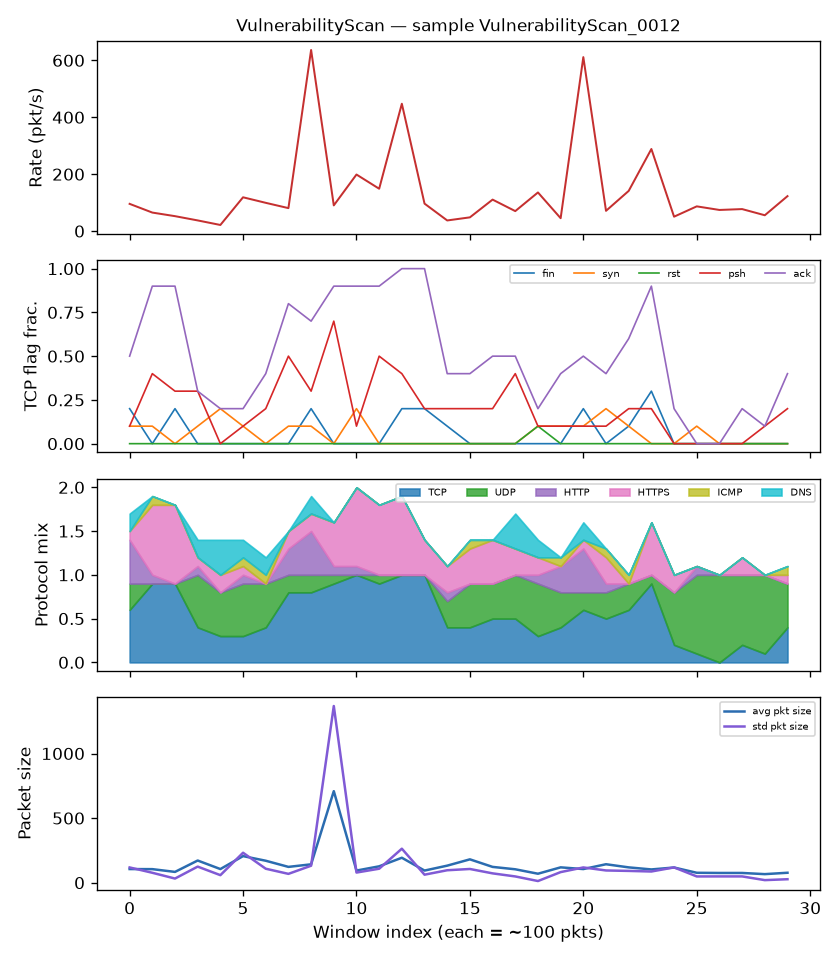 VulnerabilityScan — sample VulnerabilityScan_0012
Rate (pkt/s)
600
400
200
0
TCP flag frac.
1.00
0.75
0.50
0.25
0.00
fin syn rst psh ack
Protocol mix
2.0
1.5
1.0
0.5
0.0
TCP UDP HTTP HTTPS ICMP DNS
Packet size
1000
500
0
avg pkt size
std pkt size
0 5 10 15 20 25 30
Window index (each = ~100 pkts)